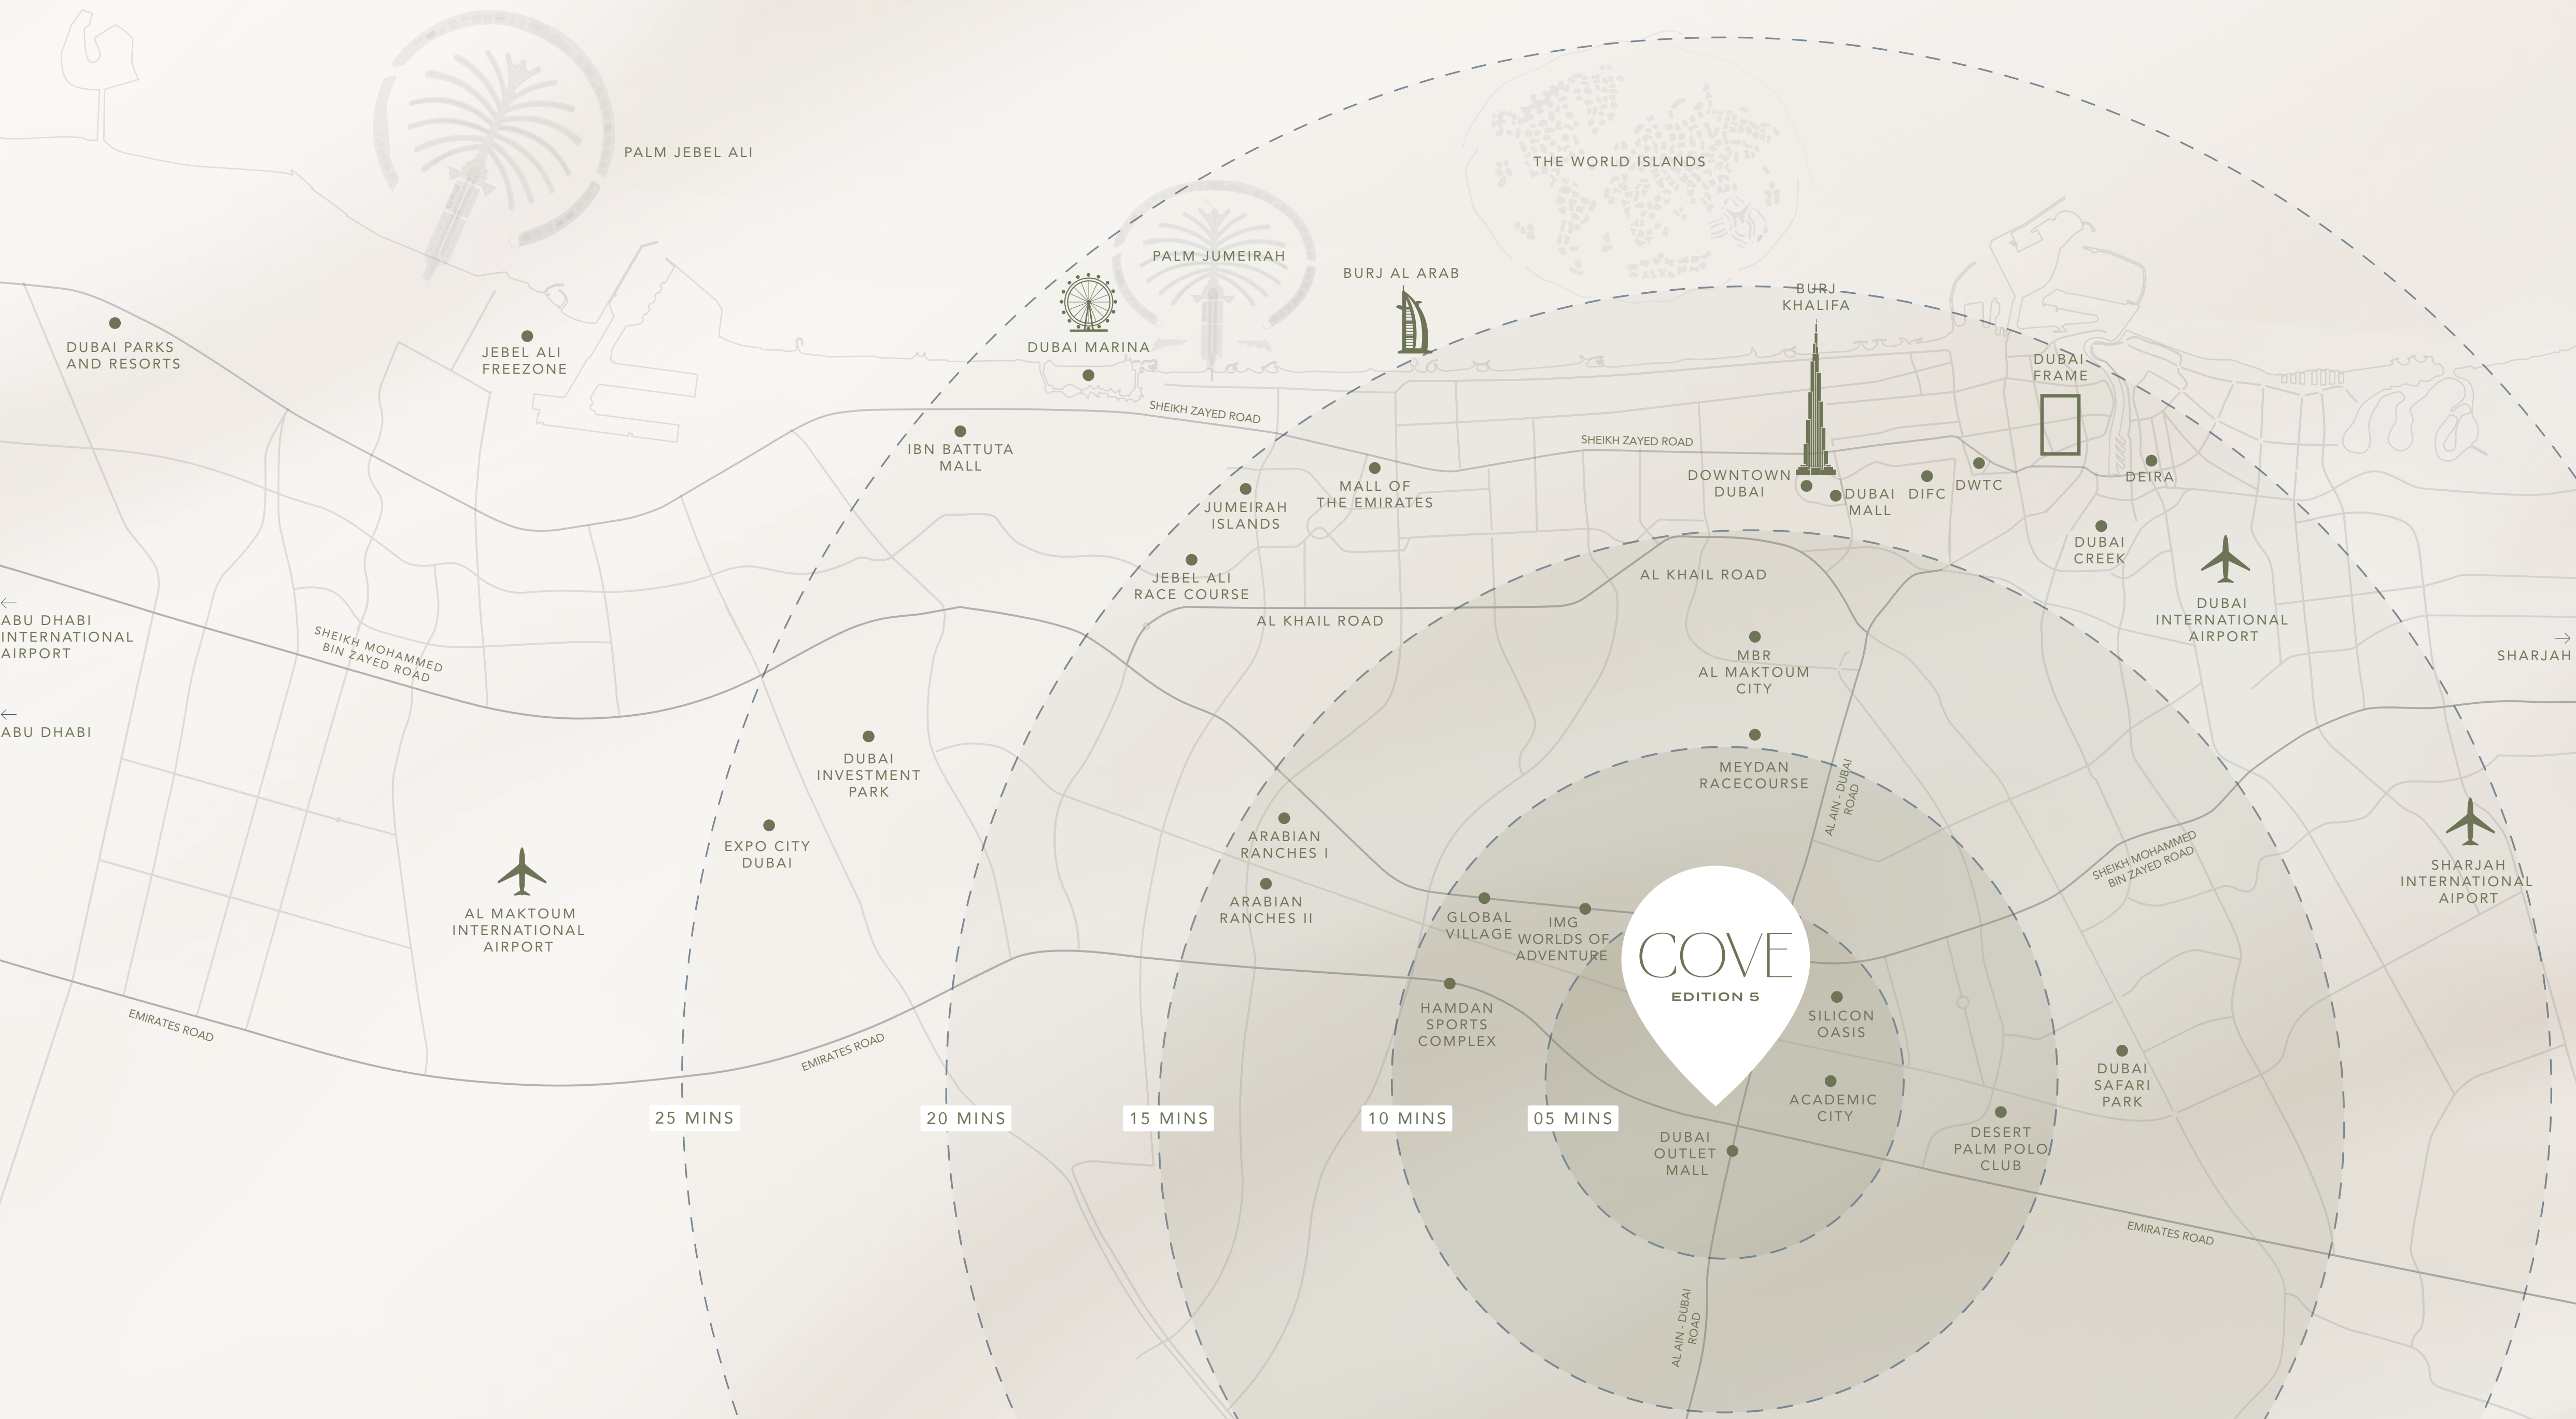 PALM JEBEL ALI
THE WORLD ISLANDS
PALM JUMEIRAH
BURJ AL ARAB
BURJ
KHALIFA
DUBAI PARKS
AND RESORTS
JEBEL ALI
FREEZONE
DUBAI MARINA
DUBAI
FRAME
SHEIKH ZAYED ROAD
SHEIKH ZAYED ROAD
IBN BATTUTA
MALL
JUMEIRAH
ISLANDS
MALL OF
THE EMIRATES
DOWNTOWN
DUBAI
DUBAI
MALL
DIFC
DWTC
DEIRA
DUBAI
CREEK
JEBEL ALI
RACE COURSE
AL KHAIL ROAD
AL KHAIL ROAD
DUBAI
INTERNATIONAL
AIRPORT
ABU DHABI
INTERNATIONAL
AIRPORT
SHEIKH MOHAMMED
BIN ZAYED ROAD
MBR
AL MAKTOUM
CITY
SHARJAH
ABU DHABI
DUBAI
INVESTMENT
PARK
MEYDAN
RACECOURSE
AL AIN - DUBAI
ROAD
EXPO CITY
DUBAI
ARABIAN
RANCHES I
ARABIAN
RANCHES II
SHEIKH MOHAMMED
BIN ZAYED ROAD
SHARJAH
INTERNATIONAL
AIPORT
AL MAKTOUM
INTERNATIONAL
AIRPORT
GLOBAL
VILLAGE
IMG
WORLDS OF
ADVENTURE
COVE
EDITION 5
HAMDAN
SPORTS
COMPLEX
SILICON
OASIS
EMIRATES ROAD
EMIRATES ROAD
DUBAI
SAFARI
PARK
ACADEMIC
CITY
25 MINS
20 MINS
15 MINS
10 MINS
05 MINS
DUBAI
OUTLET
MALL
DESERT
PALM POLO
CLUB
EMIRATES ROAD
AL AIN - DUBAI
ROAD